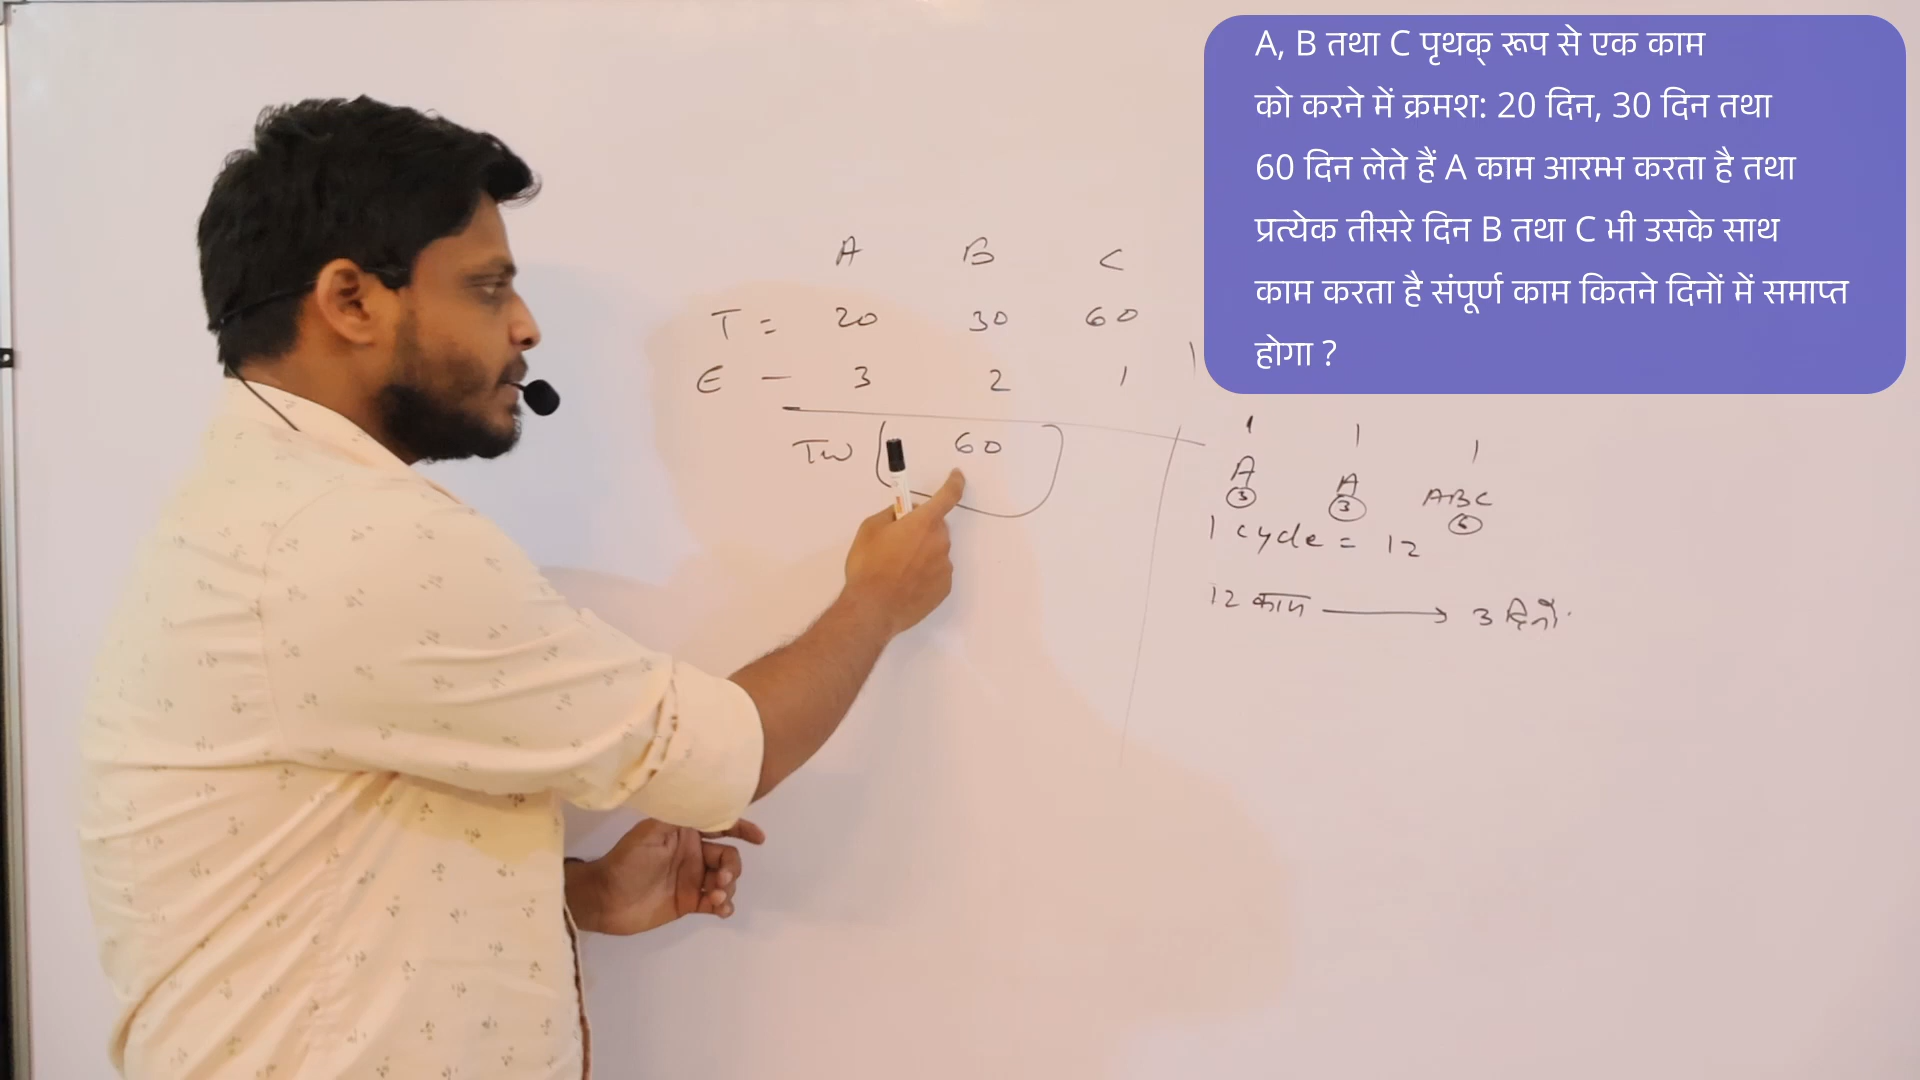 A, B तथा C पृथक् रूप से एक काम
को करने में क्रमश: 20 दिन, 30 दिन तथा
60 दिन लेते हैं A काम आरम्भ करता है तथा
प्रत्येक तीसरे दिन B तथा C भी उसके साथ
काम करता है संपूर्ण काम कितने दिनों में समाप्त
होगा ?
A B C
T = 20 30 60
E - 3 2 1
TW 60
1 1 1
A A ABC
3 3 6
1 cycle = 12
12 काम → 3 दिनों